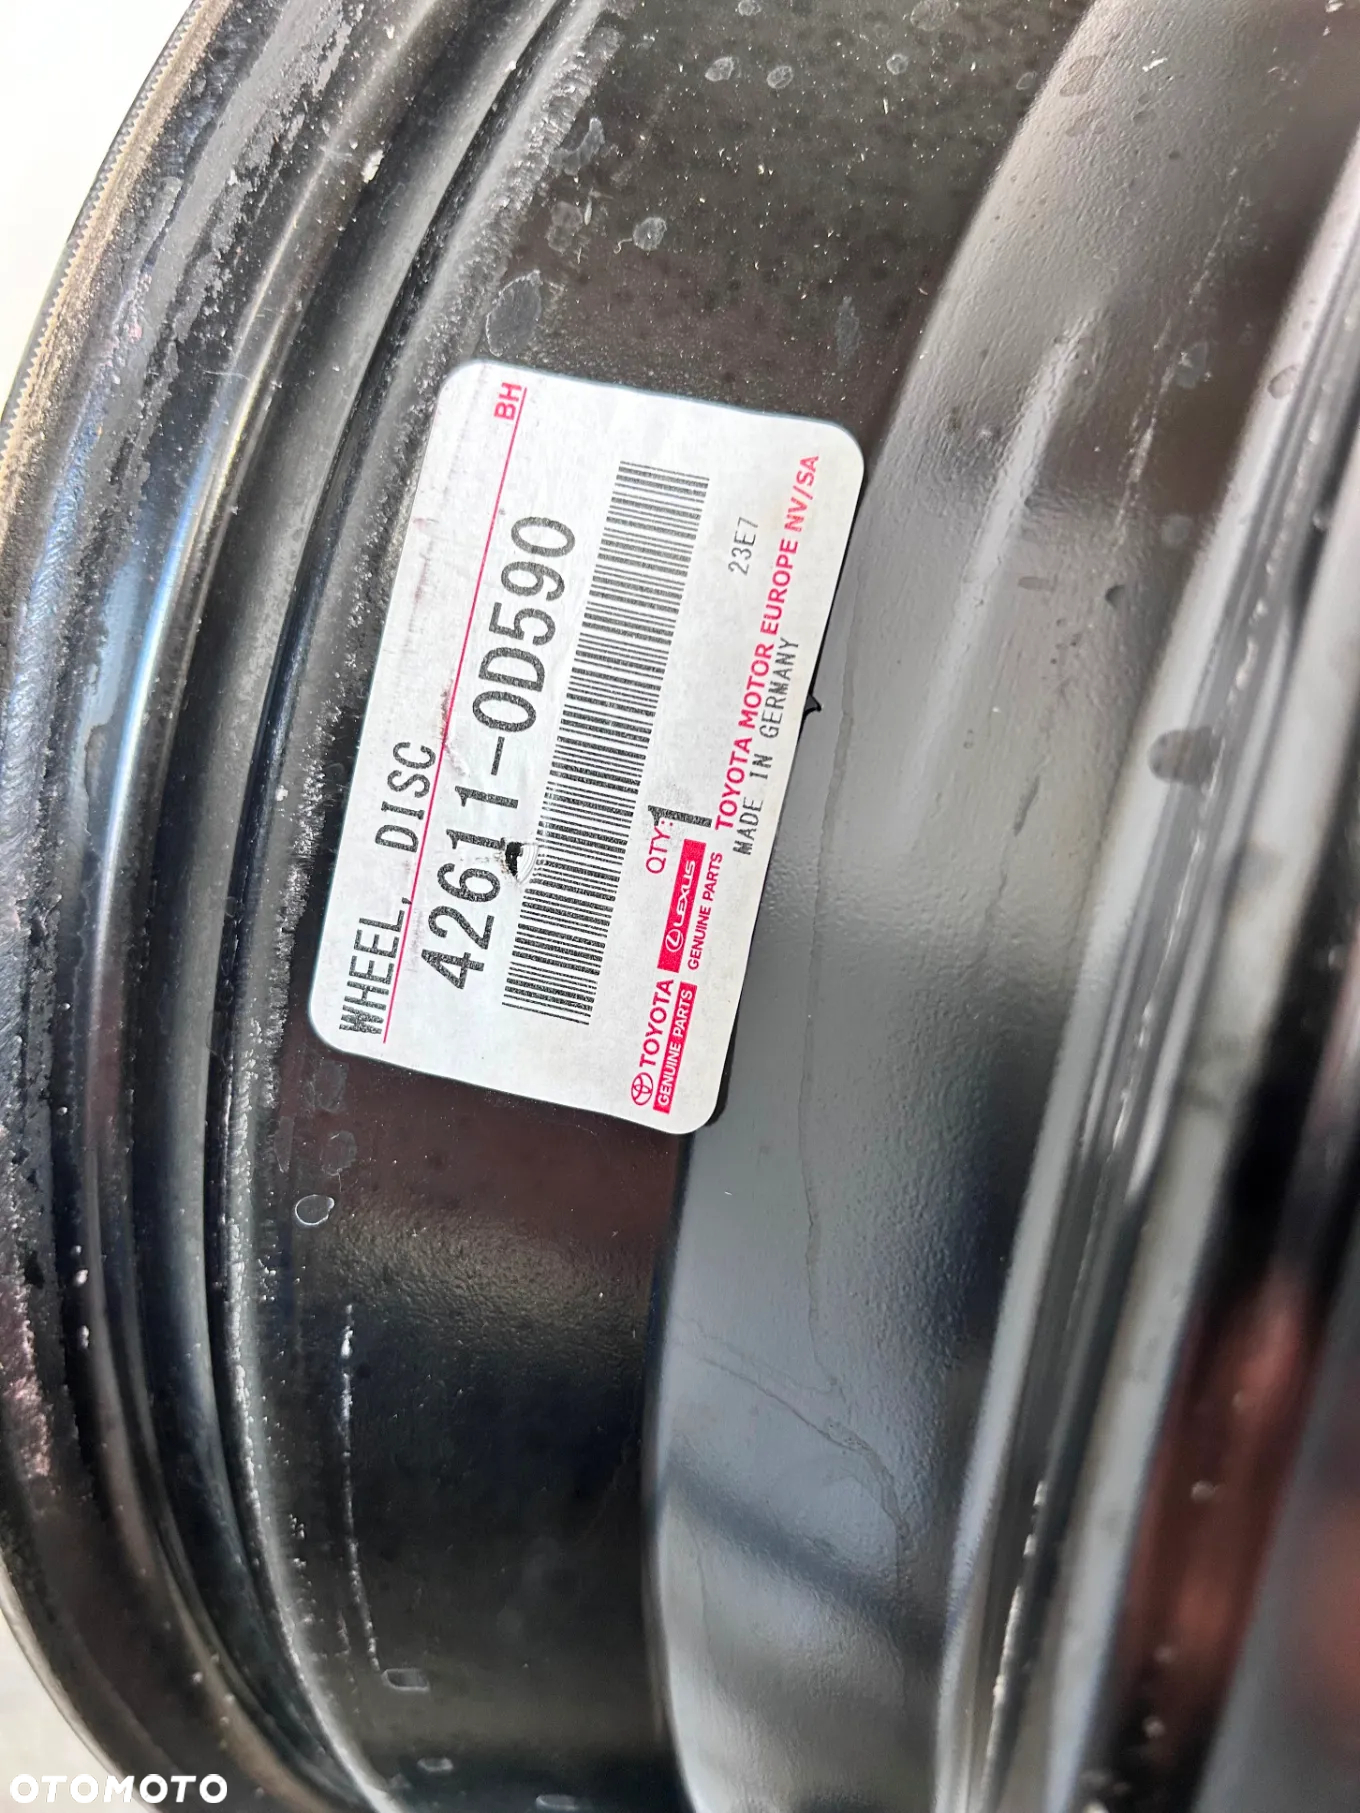 WHEEL, DISC
BH
42611-0D590
QTY: 1
23E7
TOYOTA
GENUINE PARTS
LEXUS
GENUINE PARTS
TOYOTA MOTOR EUROPE NV/SA
MADE IN GERMANY
OTOMOTO